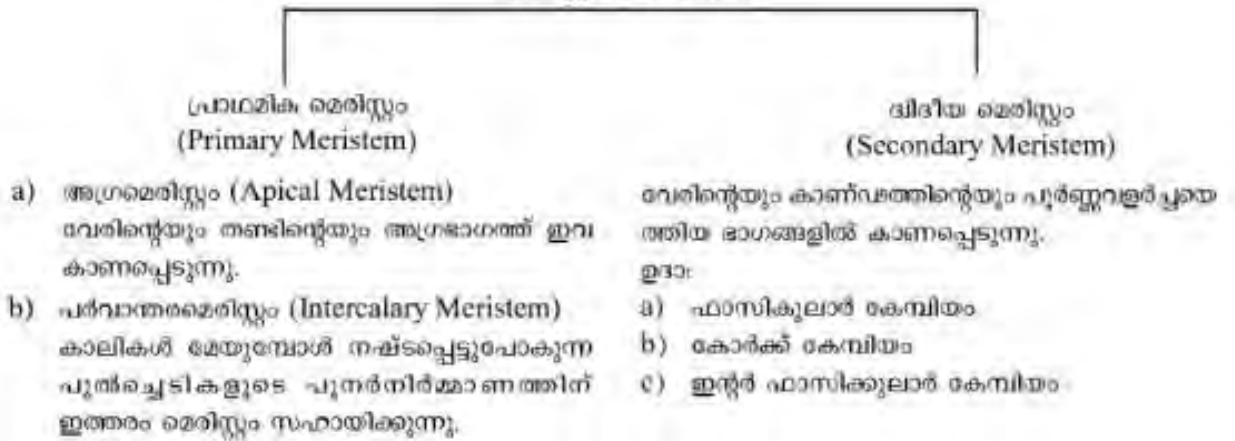 പ്രാഥമിക മെരിസ്റ്റം
(Primary Meristem)
a) അഗ്രമെരിസ്റ്റം (Apical Meristem)
വേരിന്റെയും തണ്ടിന്റെയും അഗ്രഭാഗത്ത് ഇവ
കാണപ്പെടുന്നു.
b) പർവാന്തരമെരിസ്റ്റം (Intercalary Meristem)
കാലികൾ മേയുമ്പോൾ നഷ്ടപ്പെട്ടുപോകുന്ന
പുൽച്ചെടികളുടെ പുനർനിർമ്മാണത്തിന്
ഇത്തരം മെരിസ്റ്റം സഹായിക്കുന്നു.
ദ്വിദീയ മെരിസ്റ്റം
(Secondary Meristem)
വേരിന്റെയും കാണ്ഡത്തിന്റെയും പൂർണ്ണവളർച്ചയെ
ത്തിയ ഭാഗങ്ങളിൽ കാണപ്പെടുന്നു.
ഉദാ:
a) ഫാസികുലാർ കേമ്പിയം
b) കോർക്ക് കേമ്പിയം
c) ഇന്റർ ഫാസിക്കുലാർ കേമ്പിയം